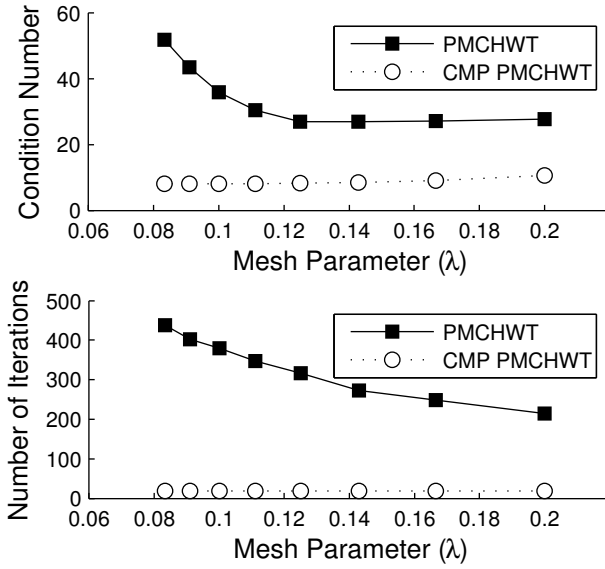 60
40
20
0
Condition Number
PMCHWT
CMP PMCHWT
0.06 0.08 0.1 0.12 0.14 0.16 0.18 0.2
Mesh Parameter (λ)
500
400
300
200
100
0
Number of Iterations
PMCHWT
CMP PMCHWT
0.06 0.08 0.1 0.12 0.14 0.16 0.18 0.2
Mesh Parameter (λ)